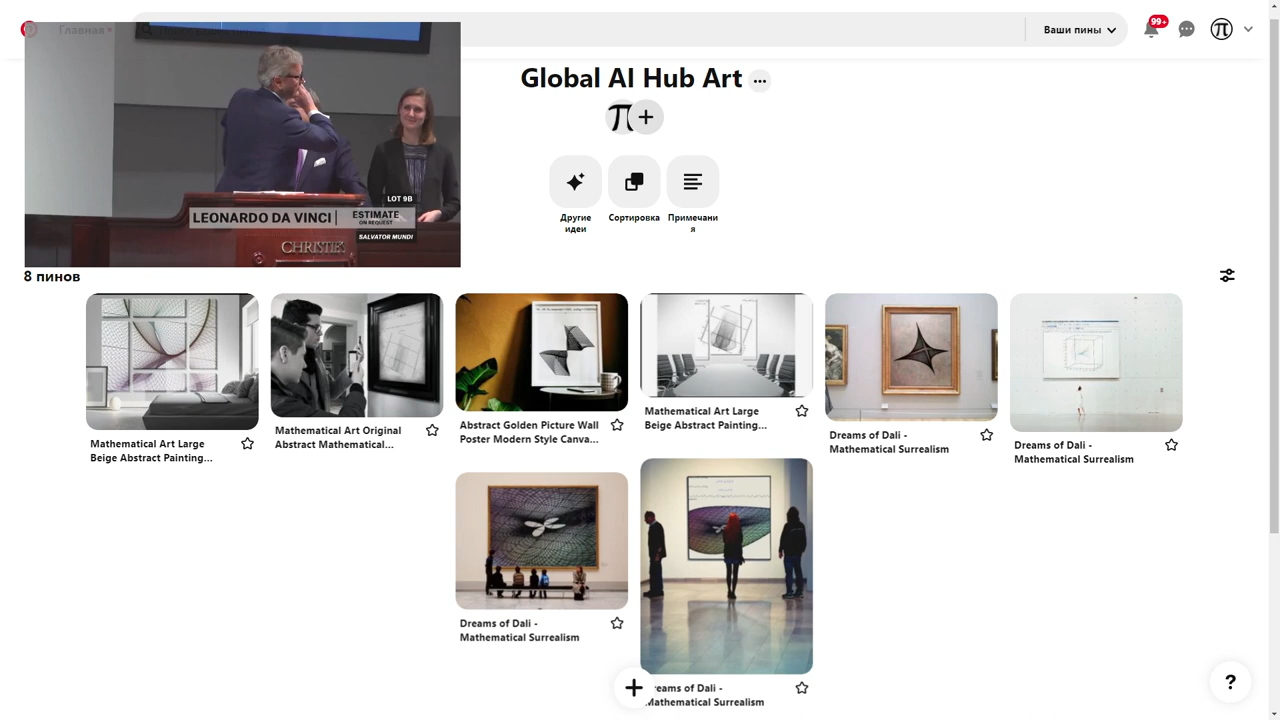 Главная
Ваши пины
99+
Global AI Hub Art
π
Другие
идеи
Сортировка
Примечани
я
LOT 9B
LEONARDO DA VINCI
ESTIMATE
ON REQUEST
SALVATOR MUNDI
CHRISTIE'S
8 пинов
Mathematical Art Large
Beige Abstract Painting...
Mathematical Art Original
Abstract Mathematical...
Abstract Golden Picture Wall
Poster Modern Style Canva...
Mathematical Art Large
Beige Abstract Painting...
Dreams of Dali -
Mathematical Surrealism
Dreams of Dali -
Mathematical Surrealism
Dreams of Dali -
Mathematical Surrealism
Dreams of Dali -
Mathematical Surrealism
?